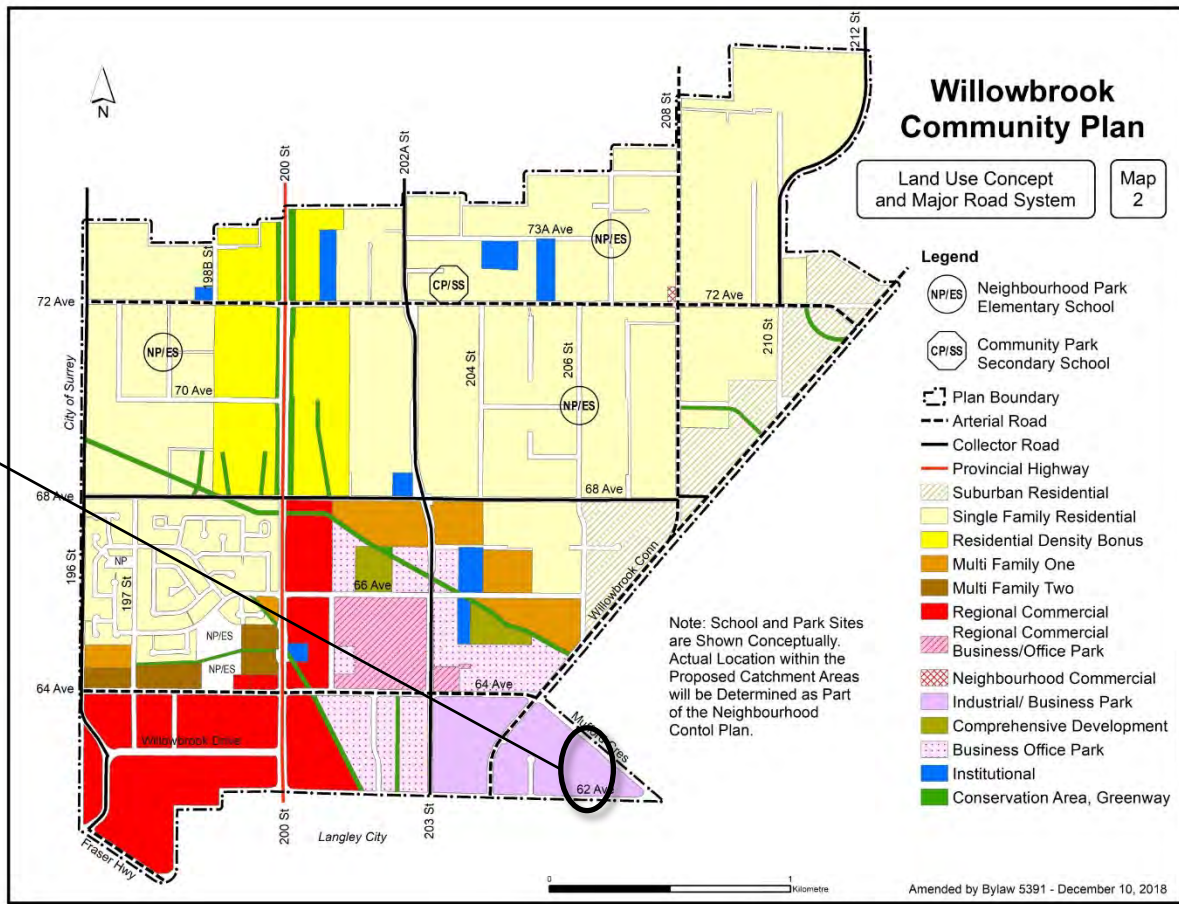 Willowbrook
Community Plan
Land Use Concept
and Major Road System
Map
2
N
212 St
208 St
200 St
202A St
198B St
73A Ave
NP/ES
CP/SS
72 Ave
72 Ave
City of Surrey
NP/ES
70 Ave
204 St
206 St
NP/ES
210 St
68 Ave
68 Ave
196 St
NP
197 St
66 Ave
Willowbrook Conn
NP/ES
NP/ES
64 Ave
64 Ave
Willowbrook Drive
62 Ave
200 St
203 St
Langley City
Fraser Hwy
Legend
NP/ES
Neighbourhood Park
Elementary School
CP/SS
Community Park
Secondary School
Plan Boundary
Arterial Road
Collector Road
Provincial Highway
Suburban Residential
Single Family Residential
Residential Density Bonus
Multi Family One
Multi Family Two
Regional Commercial
Regional Commercial
Business/Office Park
Neighbourhood Commercial
Industrial/ Business Park
Comprehensive Development
Business Office Park
Institutional
Conservation Area, Greenway
Note: School and Park Sites
are Shown Conceptually.
Actual Location within the
Proposed Catchment Areas
will be Determined as Part
of the Neighbourhood
Contol Plan.
0
1
Kilometre
Amended by Bylaw 5391 - December 10, 2018